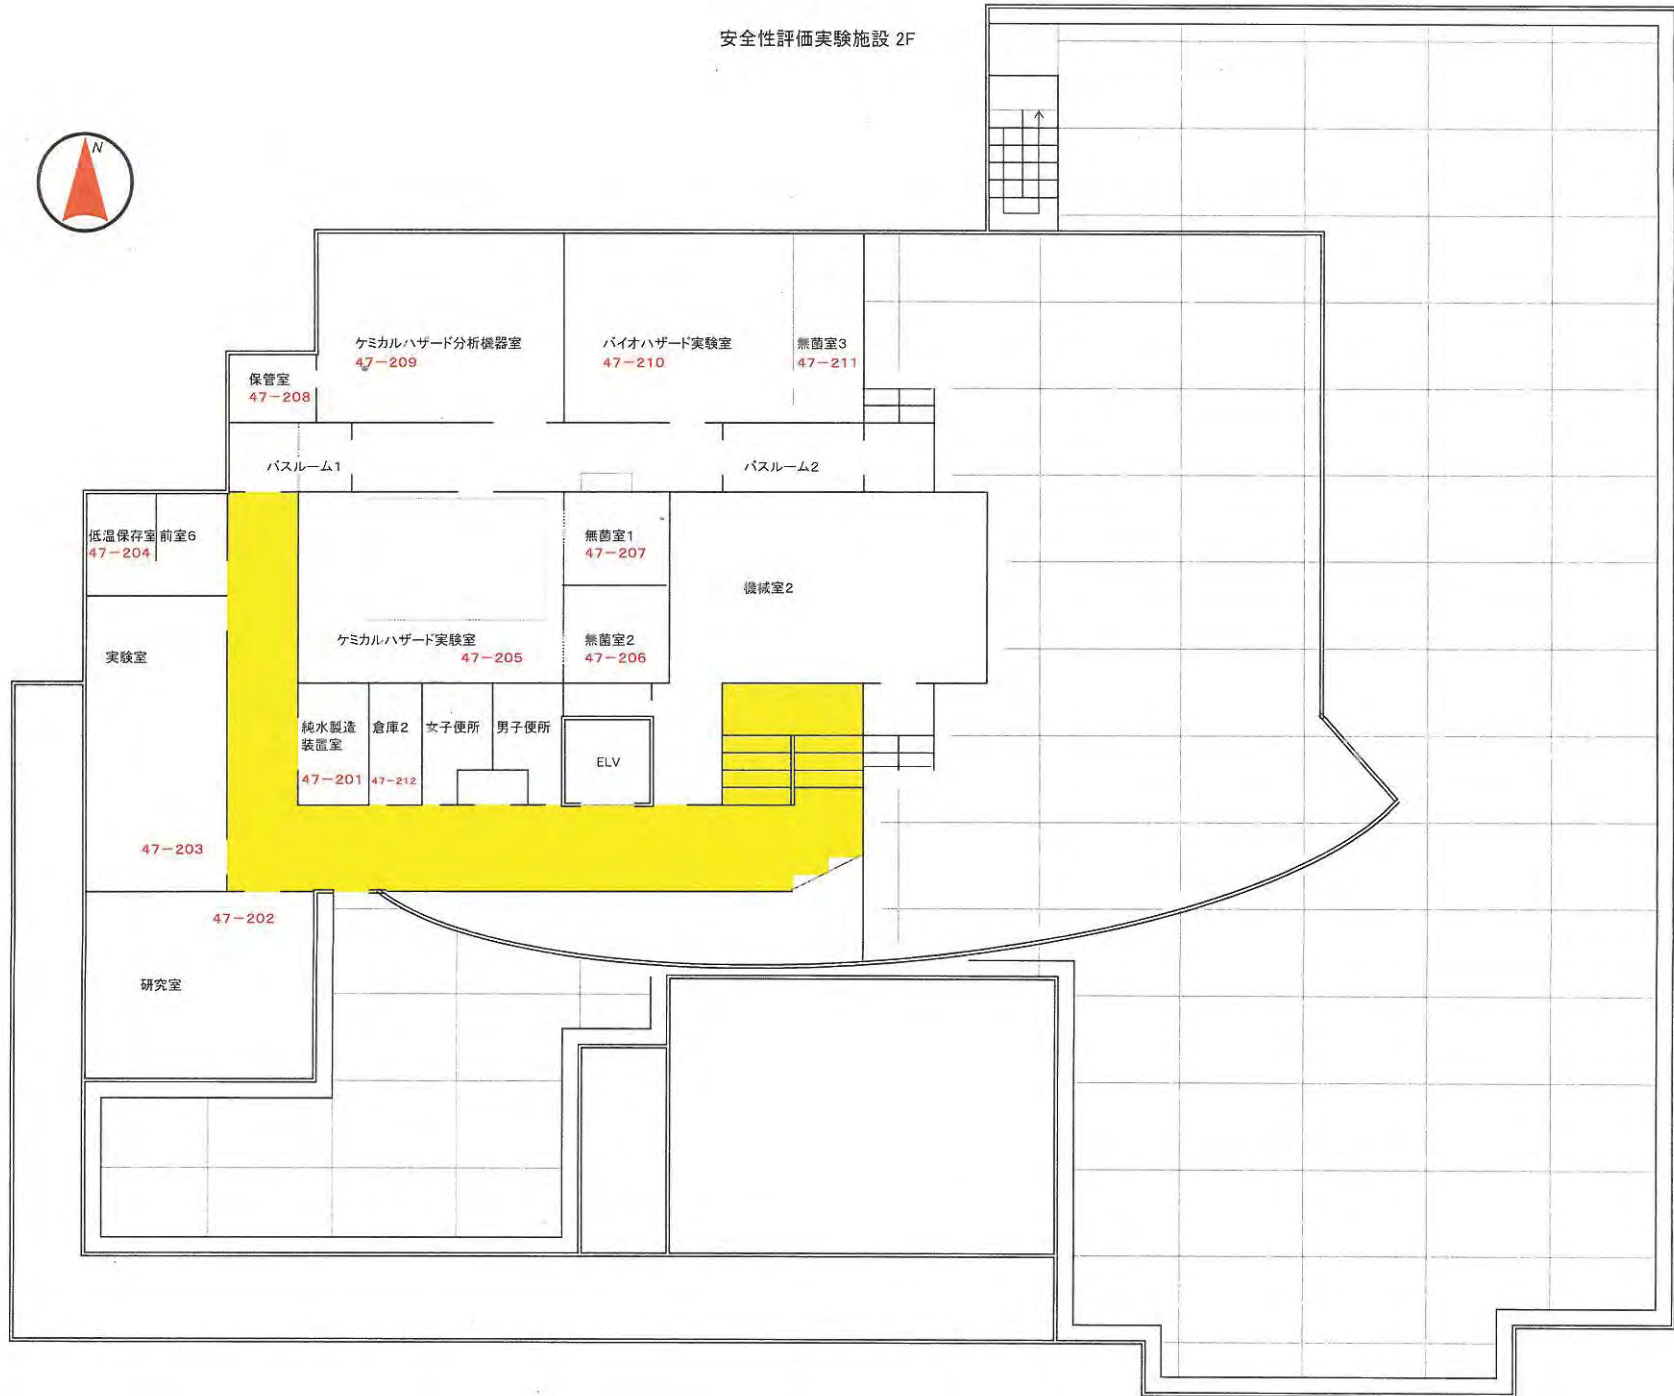 安全性評価実験施設 2F
N
ケミカルハザード分析機器室
47-209
バイオハザード実験室
47-210
無菌室3
47-211
保管室
47-208
パスルーム1
パスルーム2
低温保存室
47-204
前室6
無菌室1
47-207
機械室2
ケミカルハザード実験室
47-205
無菌室2
47-206
実験室
47-203
純水製造
装置室
47-201
倉庫2
47-212
女子便所
男子便所
ELV
47-202
研究室